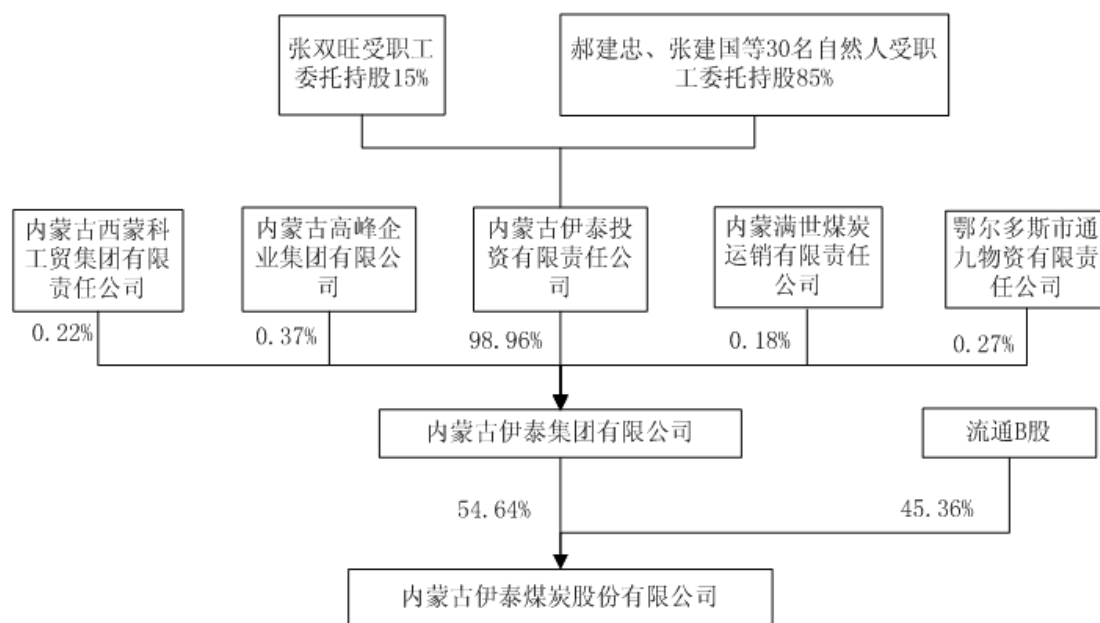 张双旺受职工
委托持股15%
郝建忠、张建国等30名自然人受职
工委托持股85%
内蒙古西蒙科
工贸集团有限
责任公司
内蒙古高峰企
业集团有限公
司
内蒙古伊泰投
资有限责任公
司
内蒙满世煤炭
运销有限责任
公司
鄂尔多斯市通
九物资有限责
任公司
0.22%
0.37%
98.96%
0.18%
0.27%
内蒙古伊泰集团有限公司
流通B股
54.64%
45.36%
内蒙古伊泰煤炭股份有限公司